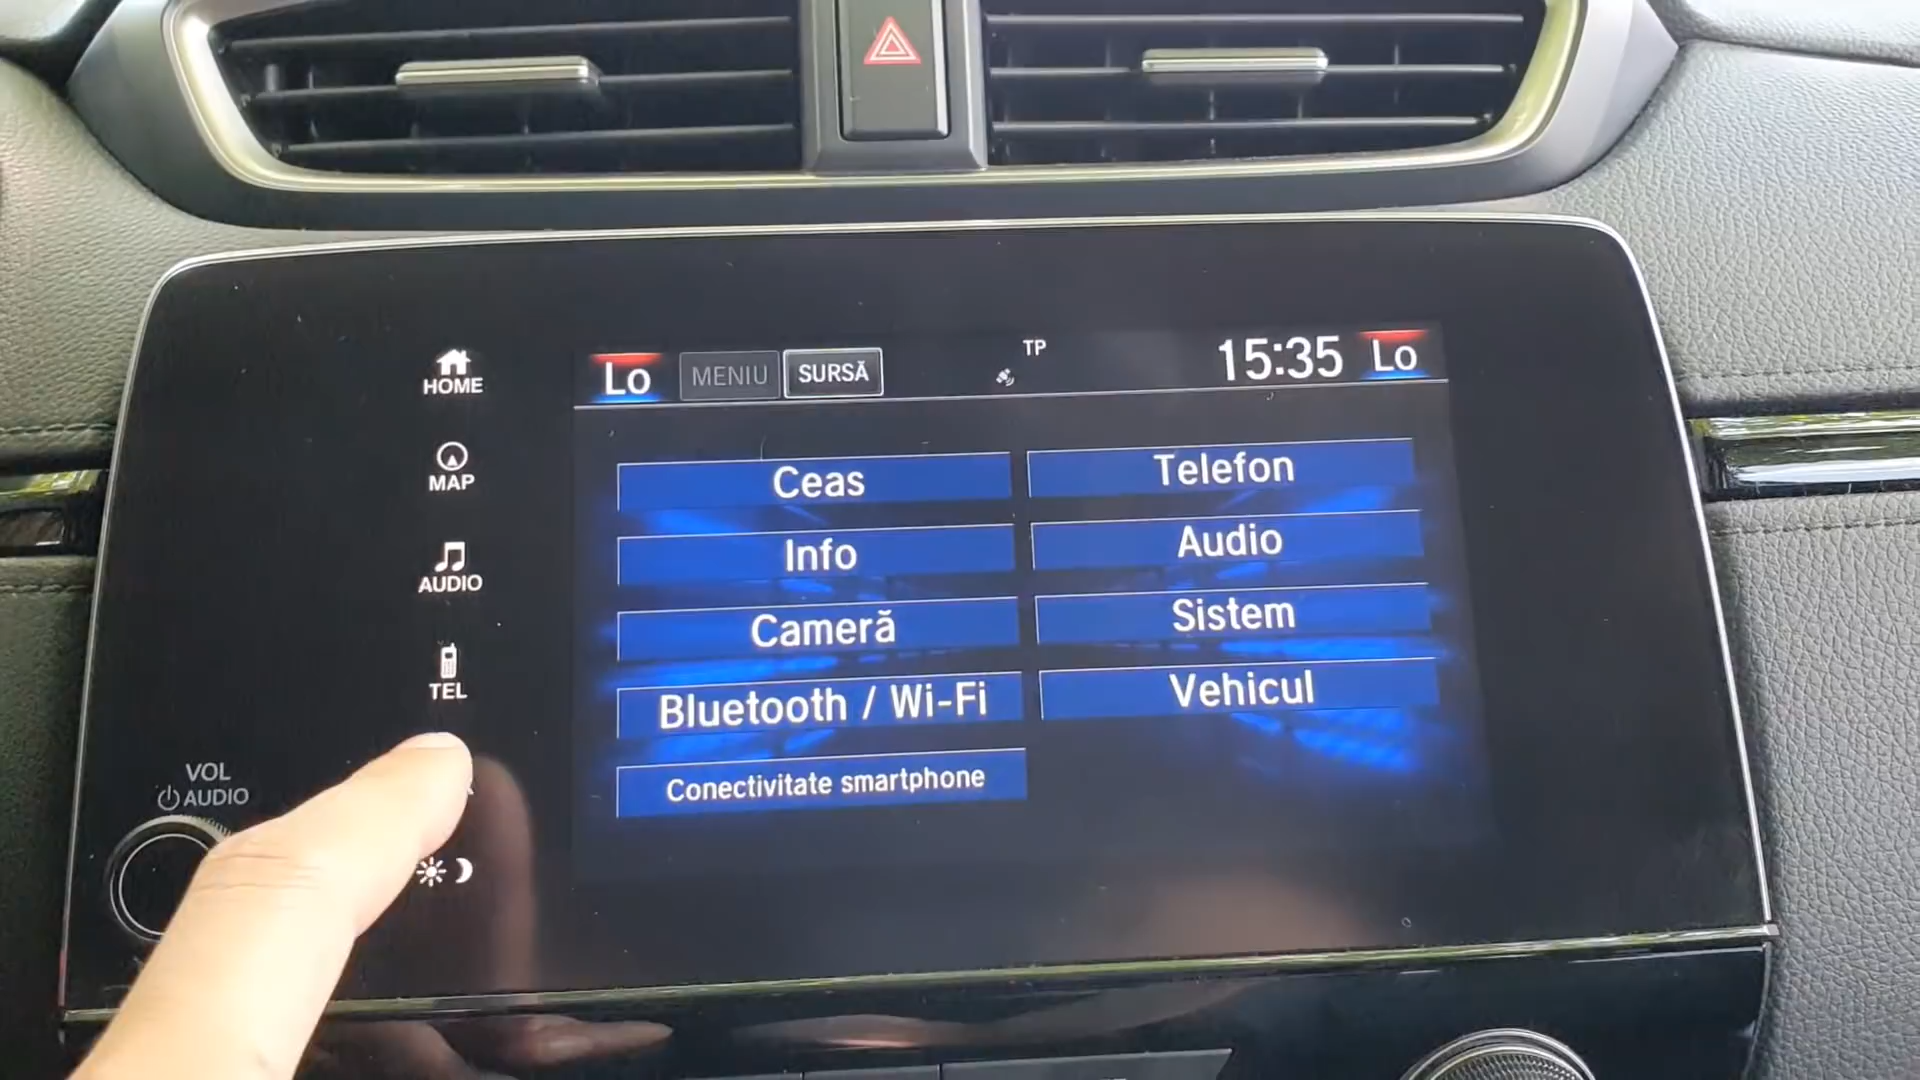 HOME
MAP
AUDIO
TEL
VOL
AUDIO
Lo MENIU SURSĂ TP 15:35 Lo
Ceas Telefon
Info Audio
Cameră Sistem
Bluetooth / Wi-Fi Vehicul
Conectivitate smartphone